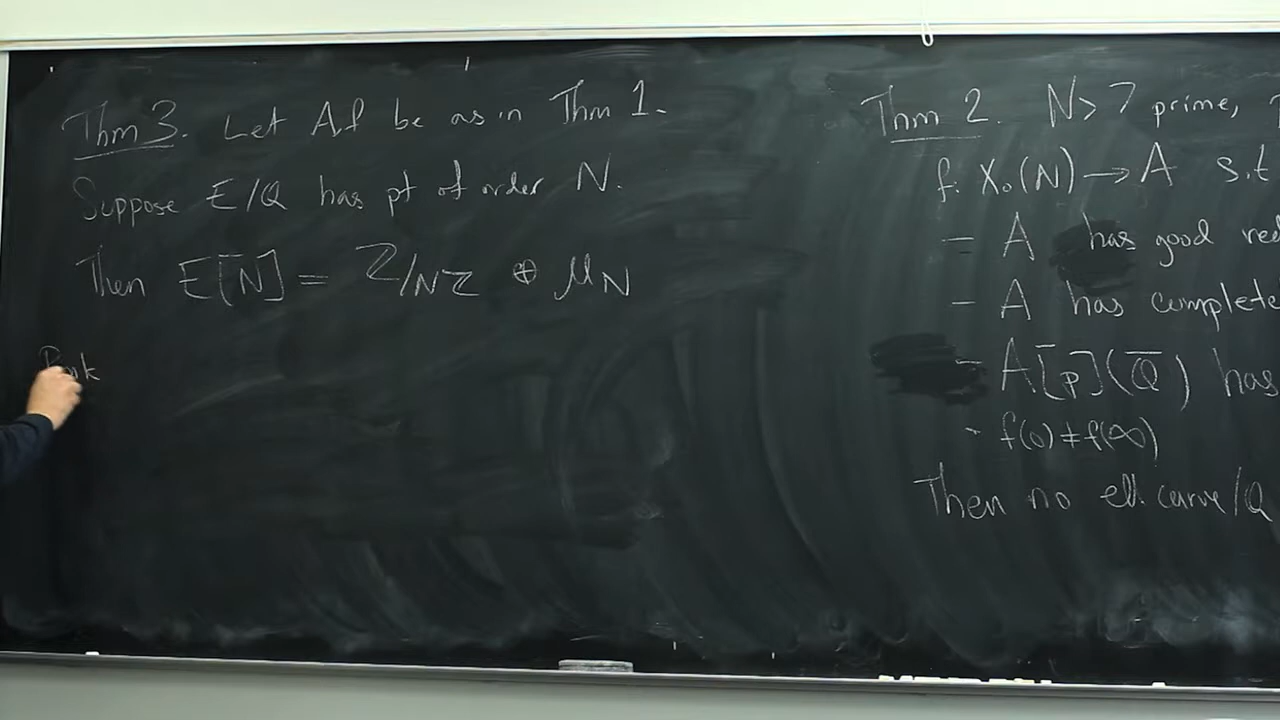 Thm 3. Let A, f be as in Thm 1.
Suppose E/Q has pt of order N.
Then E[N] = Z/NZ ⊕ μN
Thm 2. N > 7 prime,
f: X₀(N) → A s.t
- A has good red
- A has complete
- A[p](Q̄) has
- f(0) ≠ f(∞)
Then no ell. curve/Q